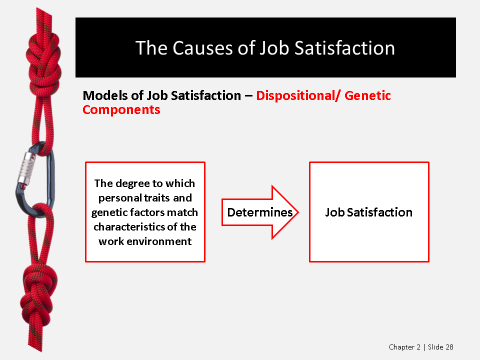 The Causes of Job Satisfaction
Models of Job Satisfaction – Dispositional/ Genetic
Components
The degree to which
personal traits and
genetic factors match
characteristics of the
work environment
Determines
Job Satisfaction
Chapter 2 | Slide 28